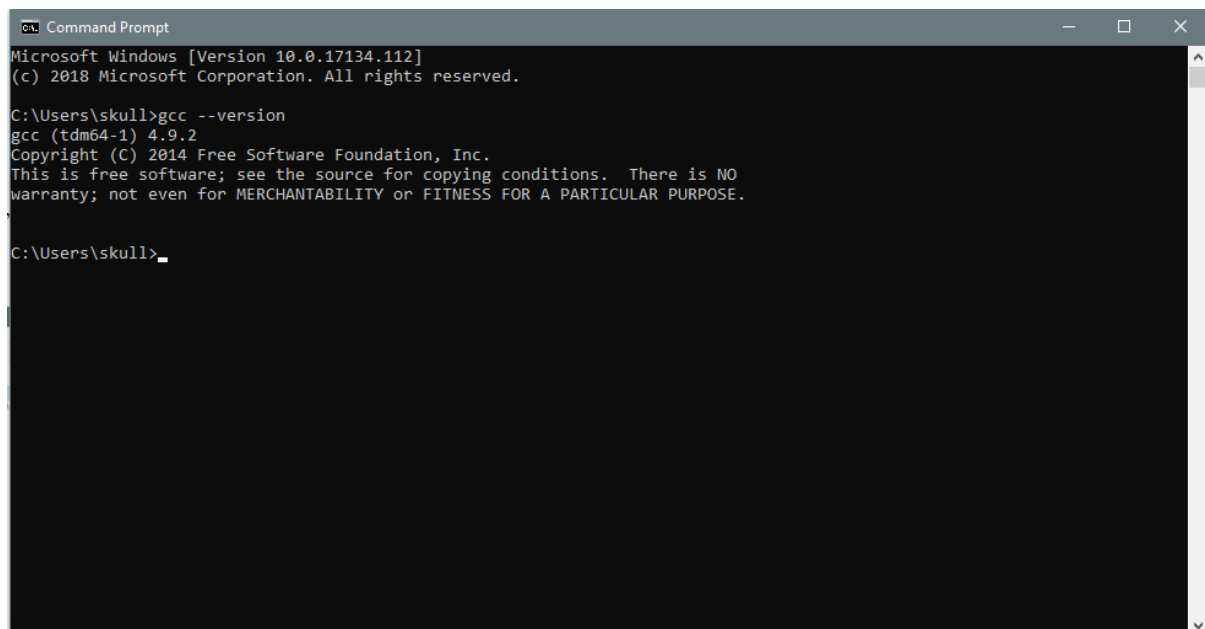 Command Prompt
Microsoft Windows [Version 10.0.17134.112]
(c) 2018 Microsoft Corporation. All rights reserved.
C:\Users\skull>gcc --version
gcc (tdm64-1) 4.9.2
Copyright (C) 2014 Free Software Foundation, Inc.
This is free software; see the source for copying conditions.  There is NO
warranty; not even for MERCHANTABILITY or FITNESS FOR A PARTICULAR PURPOSE.
C:\Users\skull>